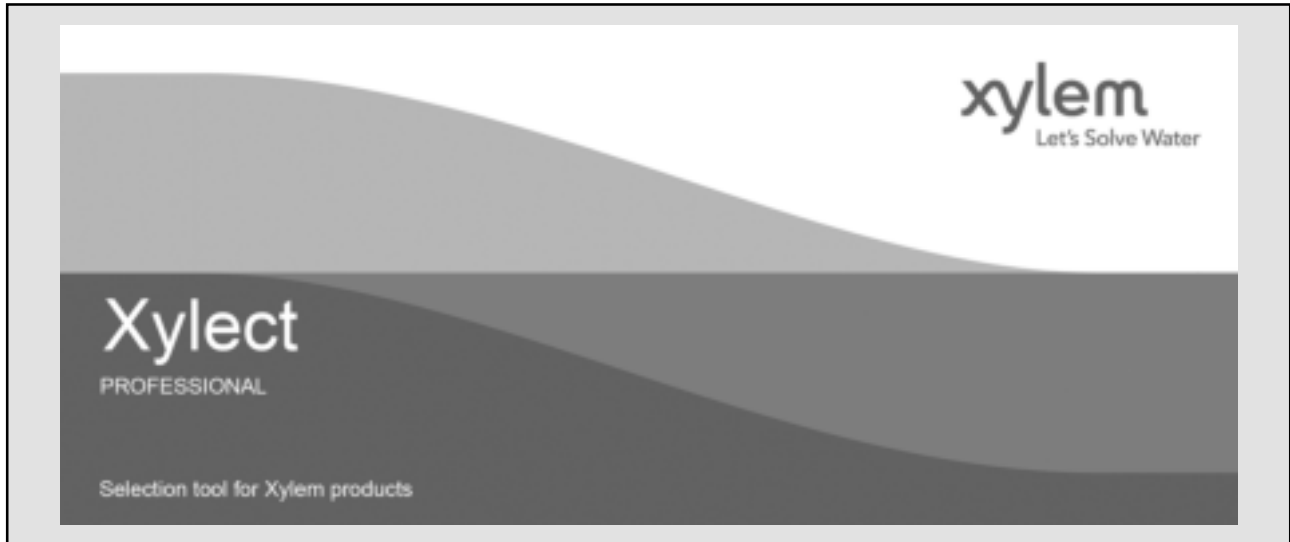 xylem
Let's Solve Water
Xylect
PROFESSIONAL
Selection tool for Xylem products